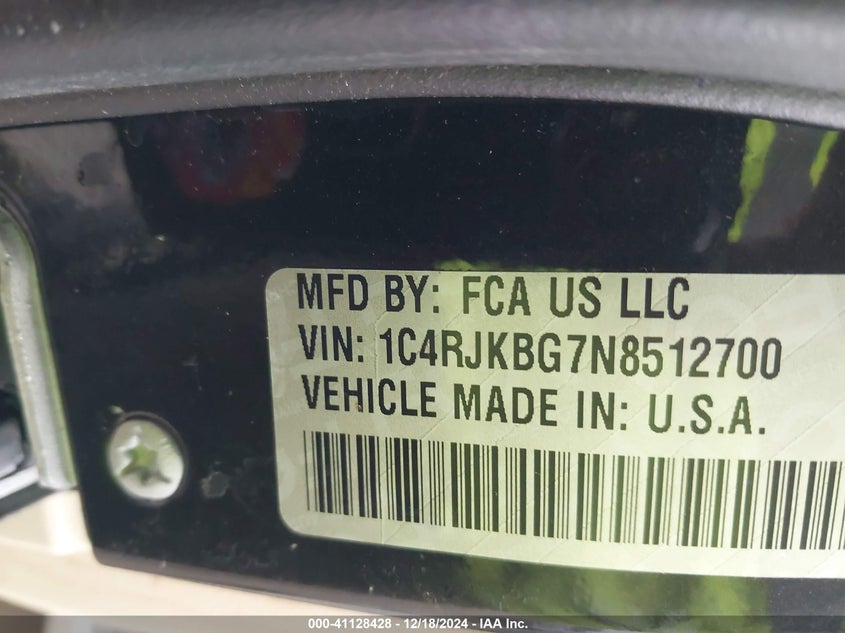 MFD BY: FCA US LLC
VIN: 1C4RJKBG7N8512700
VEHICLE MADE IN: U.S.A.
000-41128428 - 12/18/2024 - IAA Inc.